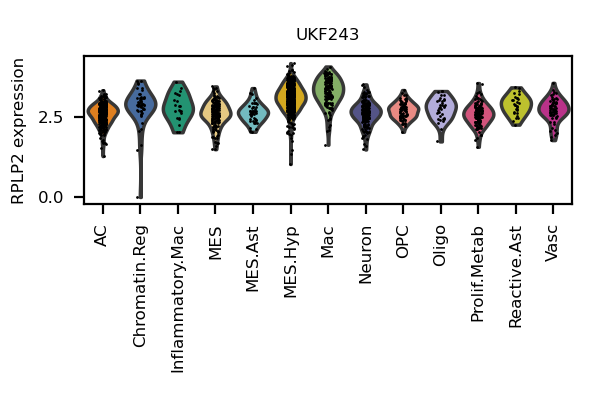 UKF243
RPLP2 expression
2.5
0.0
AC
Chromatin.Reg
Inflammatory.Mac
MES
MES.Ast
MES.Hyp
Mac
Neuron
OPC
Oligo
Prolif.Metab
Reactive.Ast
Vasc